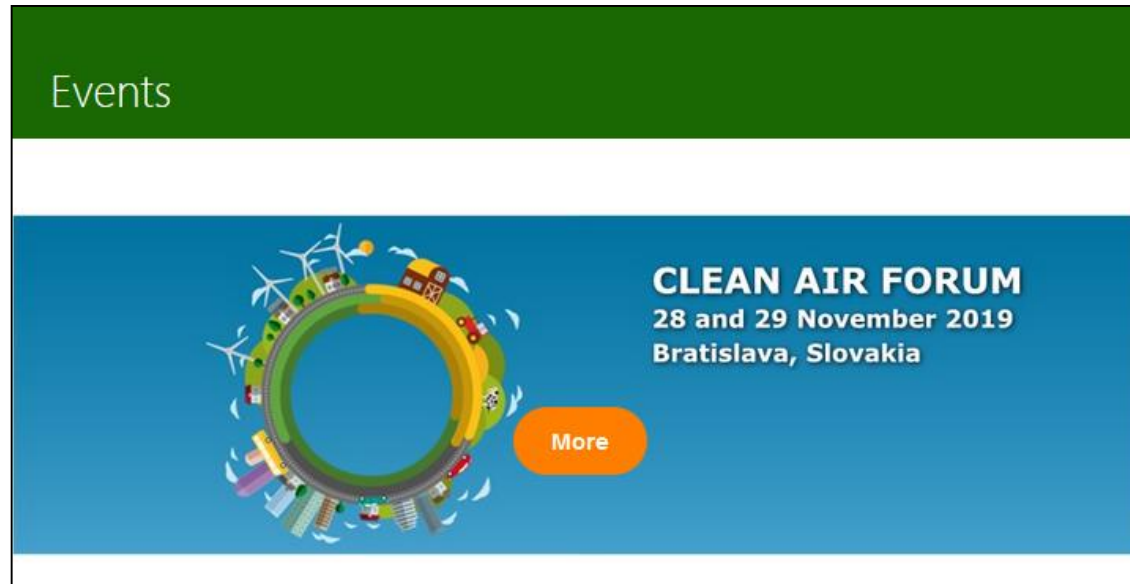 Events
CLEAN AIR FORUM
28 and 29 November 2019
Bratislava, Slovakia
More